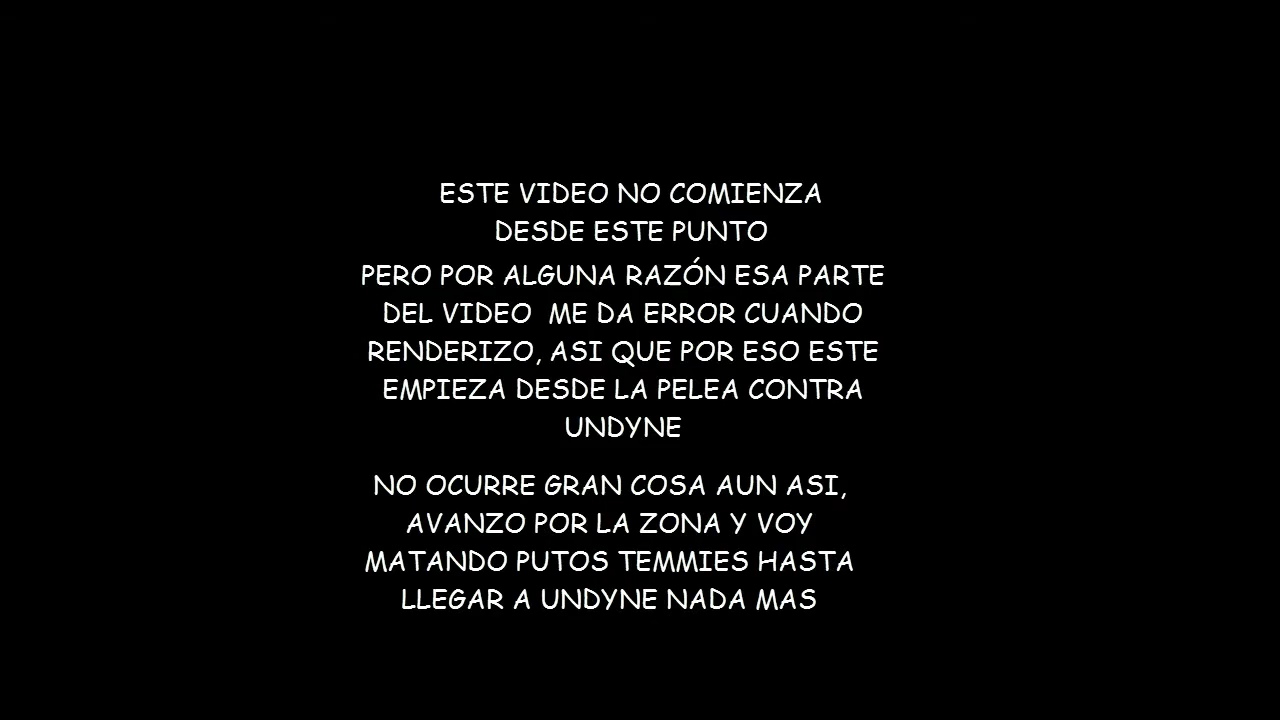 ESTE VIDEO NO COMIENZA
DESDE ESTE PUNTO
PERO POR ALGUNA RAZÓN ESA PARTE
DEL VIDEO  ME DA ERROR CUANDO
RENDERIZO, ASI QUE POR ESO ESTE
EMPIEZA DESDE LA PELEA CONTRA
UNDYNE
NO OCURRE GRAN COSA AUN ASI,
AVANZO POR LA ZONA Y VOY
MATANDO PUTOS TEMMIES HASTA
LLEGAR A UNDYNE NADA MAS